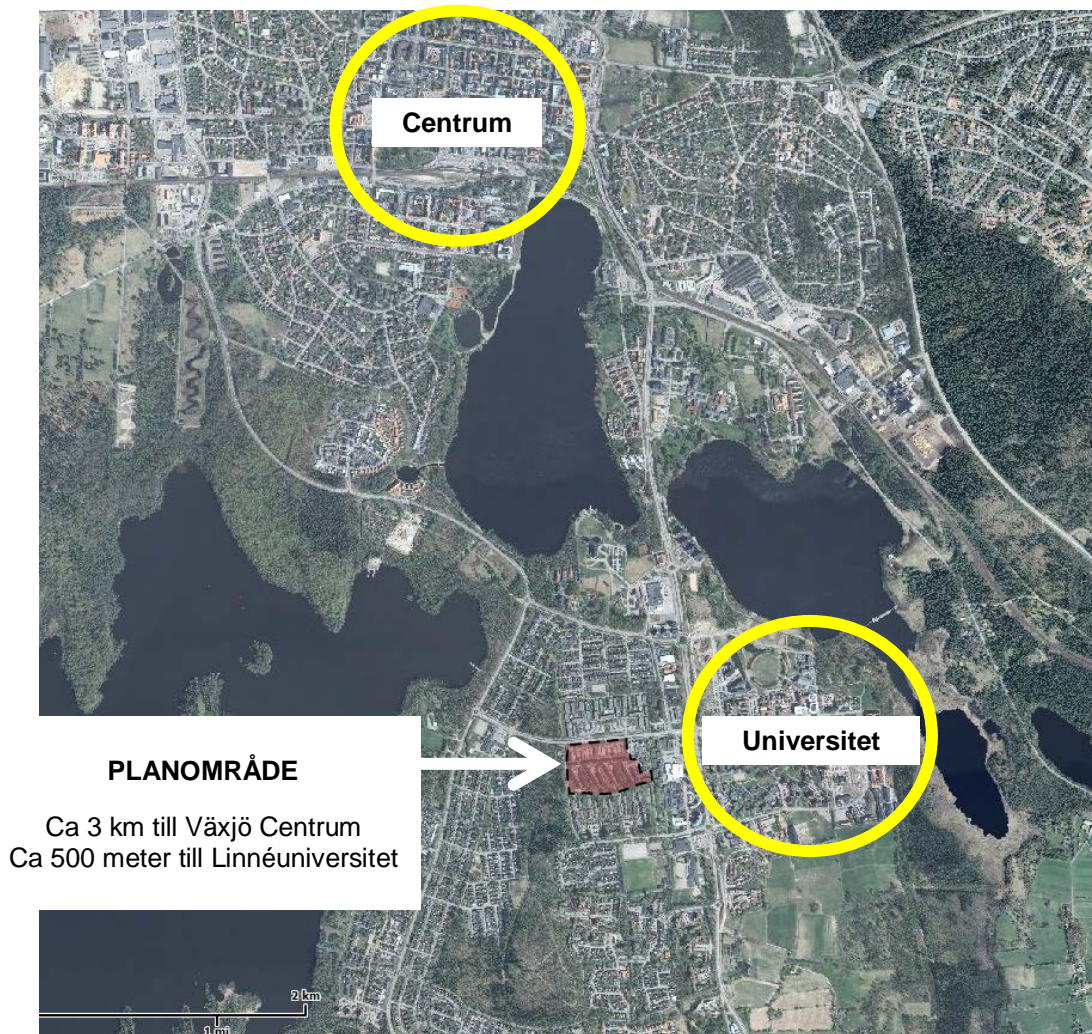 Centrum
Universitet
PLANOMRÅDE
Ca 3 km till Växjö Centrum
Ca 500 meter till Linnéuniversitet
2 km
1 mi